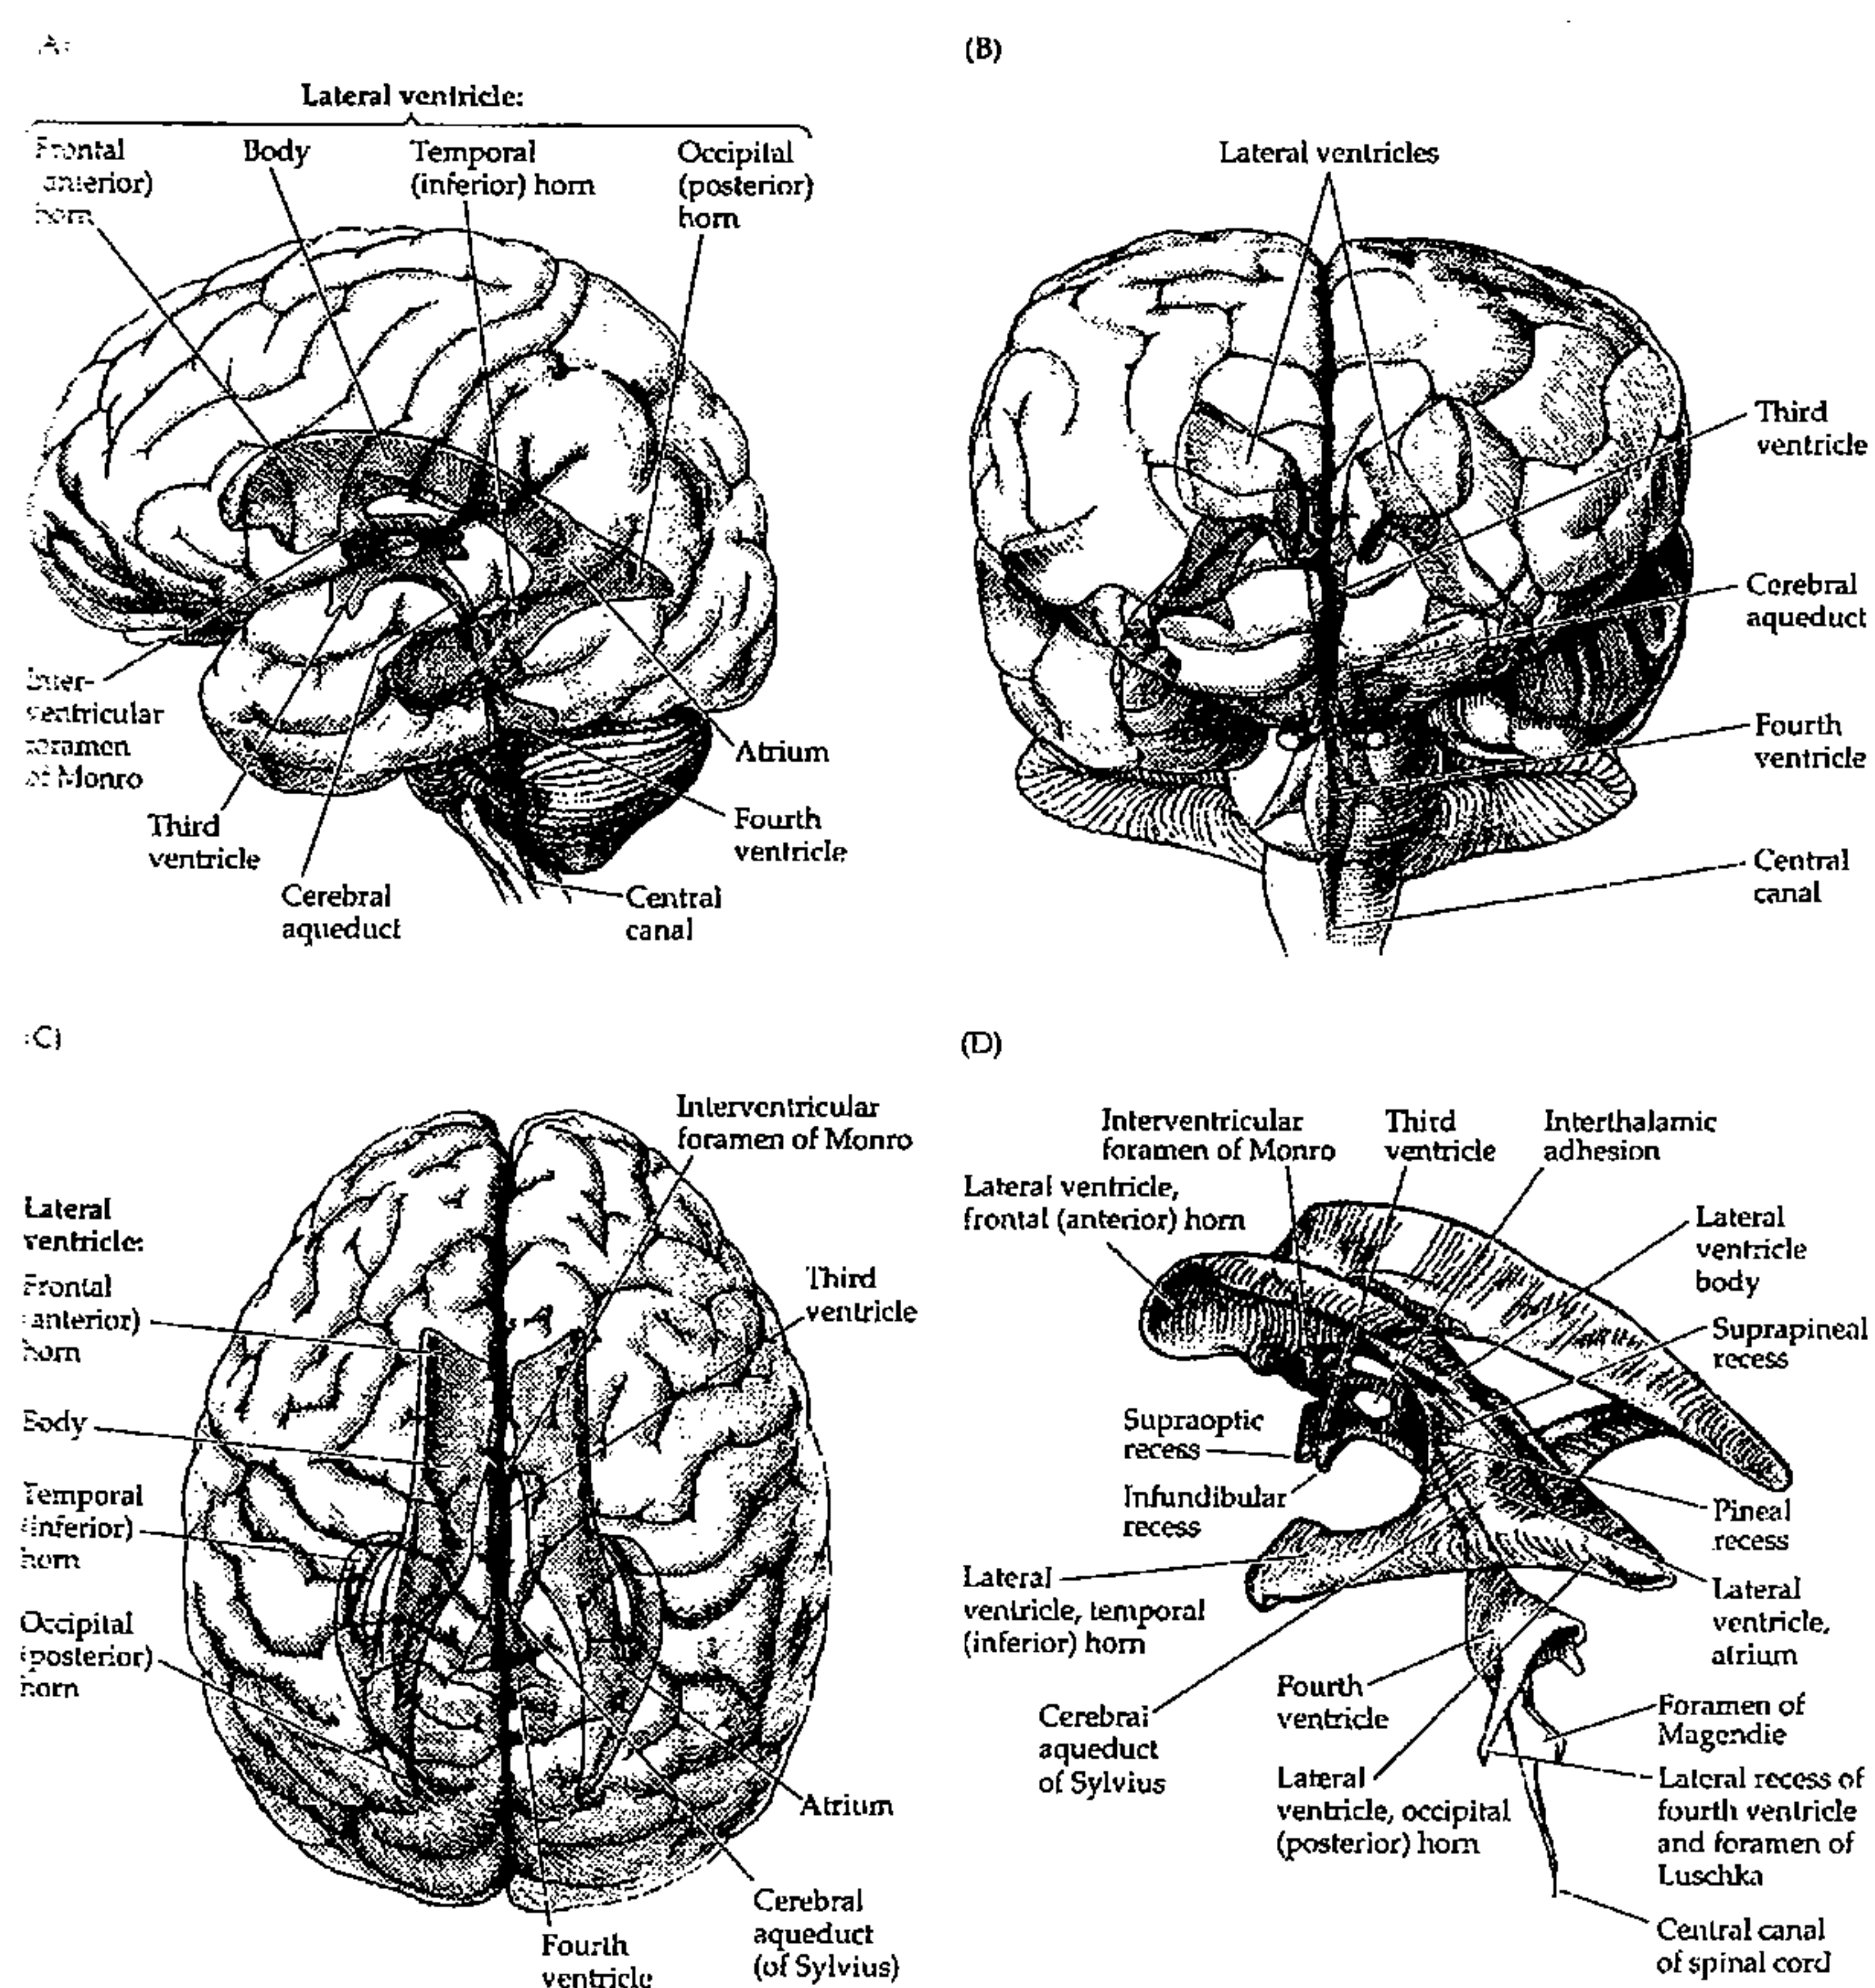 (A)
Lateral ventricle:
Frontal
(anterior)
horn
Body
Temporal
(inferior) horn
Occipital
(posterior)
horn
Inter-
ventricular
foramen
of Monro
Third
ventricle
Cerebral
aqueduct
Central
canal
Fourth
ventricle
Atrium
(B)
Lateral ventricles
Third
ventricle
Cerebral
aqueduct
Fourth
ventricle
Central
canal
(C)
Lateral
ventricle:
Frontal
(anterior)
horn
Body
Temporal
(inferior)
horn
Occipital
(posterior)
horn
Interventricular
foramen of Monro
Third
ventricle
Atrium
Cerebral
aqueduct
(of Sylvius)
Fourth
ventricle
(D)
Interventricular
foramen of Monro
Third
ventricle
Interthalamic
adhesion
Lateral ventricle,
frontal (anterior) horn
Lateral
ventricle
body
Suprapineal
recess
Supraoptic
recess
Infundibular
recess
Pineal
recess
Lateral
ventricle, temporal
(inferior) horn
Lateral
ventricle,
atrium
Cerebral
aqueduct
of Sylvius
Fourth
ventricle
Lateral
ventricle, occipital
(posterior) horn
Foramen of
Magendie
Lateral recess of
fourth ventricle
and foramen of
Luschka
Central canal
of spinal cord